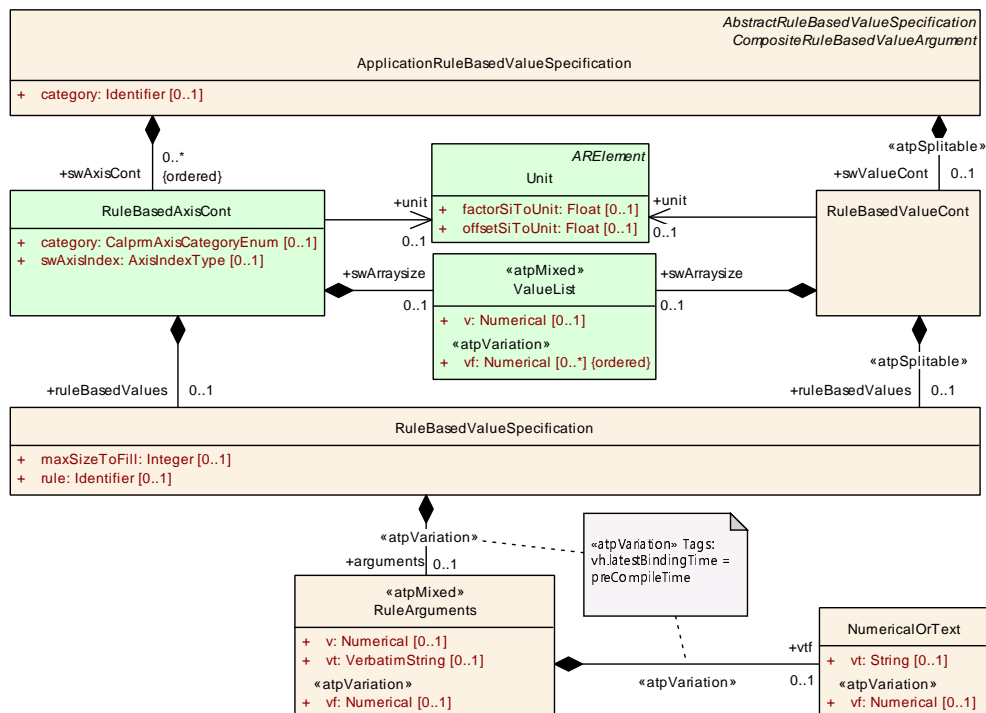 AbstractRuleBasedValueSpecification
CompositeRuleBasedValueArgument
ApplicationRuleBasedValueSpecification
+ category: Identifier [0..1]
0..*
{ordered}
+swAxisCont
«atpSplitable»
+swValueCont 0..1
ARElement
Unit
+ factorSiToUnit: Float [0..1]
+ offsetSiToUnit: Float [0..1]
RuleBasedAxisCont
+ category: CalprmAxisCategoryEnum [0..1]
+ swAxisIndex: AxisIndexType [0..1]
+unit
0..1
+unit
0..1
RuleBasedValueCont
+swArraysize
0..1
«atpMixed»
ValueList
+ v: Numerical [0..1]
«atpVariation»
+ vf: Numerical [0..*] {ordered}
+swArraysize
0..1
+ruleBasedValues 0..1
«atpSplitable»
+ruleBasedValues 0..1
RuleBasedValueSpecification
+ maxSizeToFill: Integer [0..1]
+ rule: Identifier [0..1]
«atpVariation»
+arguments 0..1
«atpVariation» Tags:
vh.latestBindingTime =
preCompileTime
«atpMixed»
RuleArguments
+ v: Numerical [0..1]
+ vt: VerbatimString [0..1]
«atpVariation»
+ vf: Numerical [0..1]
+vtf
0..1
«atpVariation»
NumericalOrText
+ vt: String [0..1]
«atpVariation»
+ vf: Numerical [0..1]